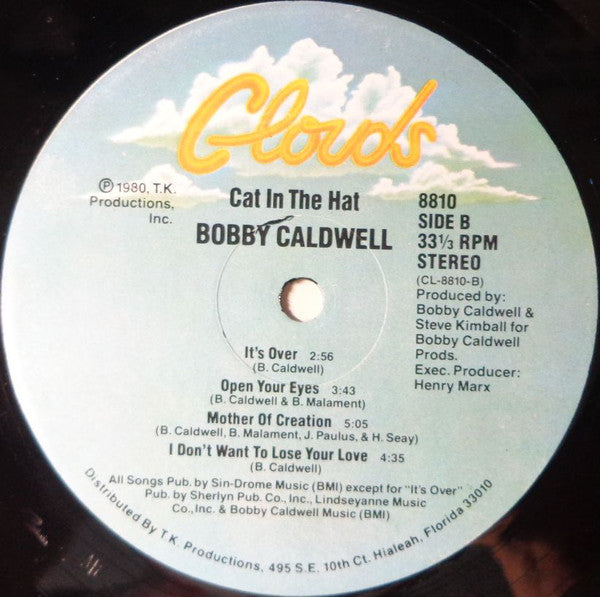 Clouds
℗ 1980, T.K.
Productions,
Inc.
Cat In The Hat
BOBBY CALDWELL
8810
SIDE B
33⅓ RPM
STEREO
(CL-8810-B)
Produced by:
Bobby Caldwell &
Steve Kimball for
Bobby Caldwell
Prods.
Exec. Producer:
Henry Marx
It's Over 2:56
(B. Caldwell)
Open Your Eyes 3:43
(B. Caldwell & B. Malament)
Mother Of Creation 5:05
(B. Caldwell, B. Malament, J. Paulus, & H. Seay)
I Don't Want To Lose Your Love 4:35
(B. Caldwell)
All Songs Pub. by Sin-Drome Music (BMI) except for "It's Over"
Pub. by Sherlyn Pub. Co., Inc., Lindseyanne Music
Co., Inc. & Bobby Caldwell Music (BMI)
Distributed By T.K. Productions, 495 S.E. 10th Ct. Hialeah, Florida 33010